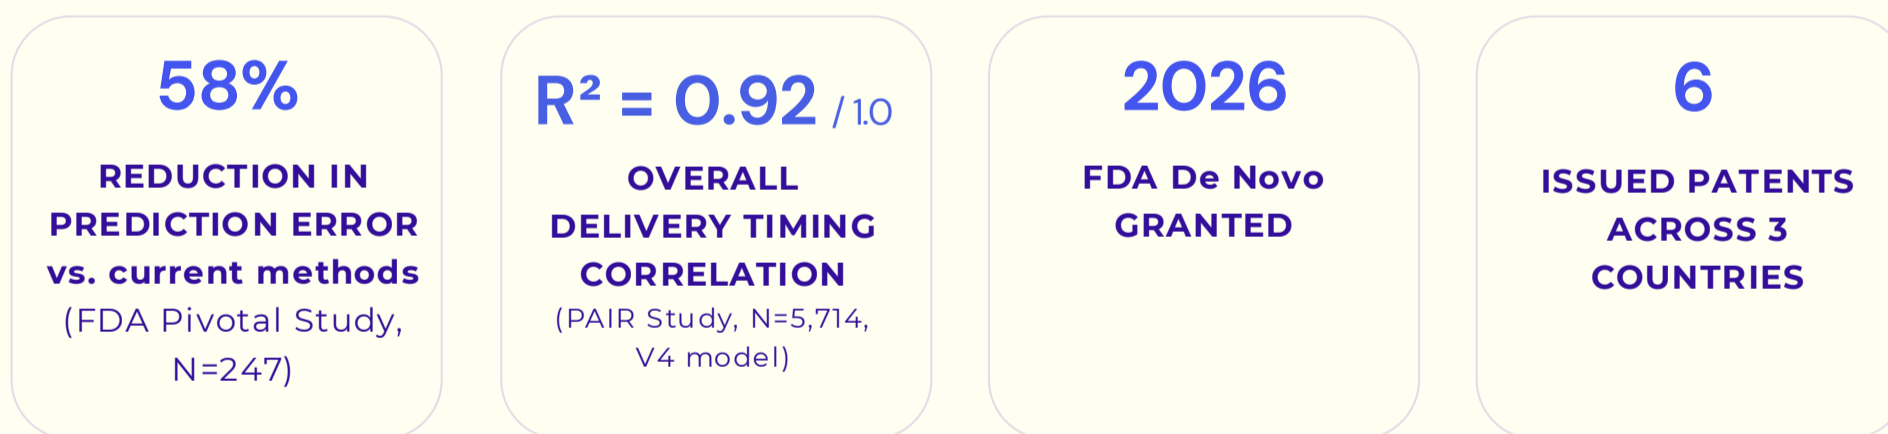 58%
REDUCTION IN
PREDICTION ERROR
vs. current methods
(FDA Pivotal Study,
N=247)
R² = 0.92 / 1.0
OVERALL
DELIVERY TIMING
CORRELATION
(PAIR Study, N=5,714,
V4 model)
2026
FDA De Novo
GRANTED
6
ISSUED PATENTS
ACROSS 3
COUNTRIES